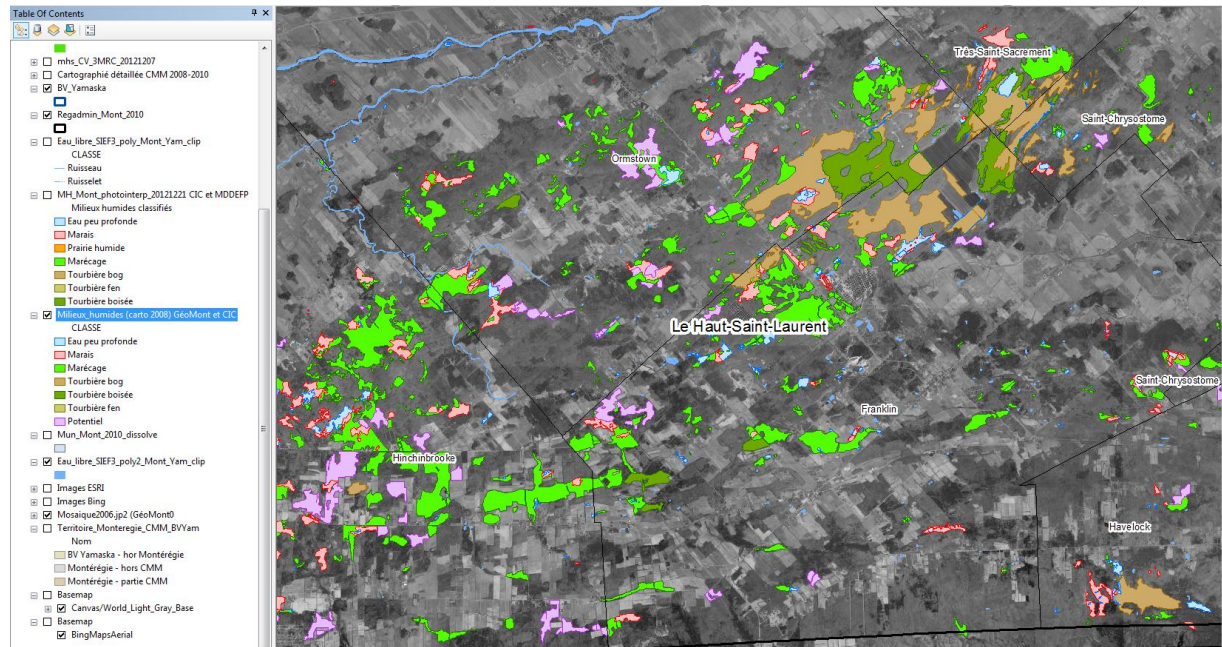 Table Of Contents
mhs_CV_3MRC_20121207
Cartographié détaillée CMM 2008-2010
BV_Yamaska
Regadmin_Mont_2010
Eau_libre_SIEF3_poly_Mont_Yam_clip
CLASSE
Ruisseau
Ruisselet
MH_Mont_photointerp_20121221 CIC et MDDEFP
Milieux humides classifiés
Eau peu profonde
Marais
Prairie humide
Marécage
Tourbière bog
Tourbière fen
Tourbière boisée
Milieux_humides (carto 2008) GéoMont et CIC
CLASSE
Eau peu profonde
Marais
Marécage
Tourbière bog
Tourbière boisée
Tourbière fen
Potentiel
Mun_Mont_2010_dissolve
Eau_libre_SIEF3_poly2_Mont_Yam_clip
Images ESRI
Images Bing
Mosaique2006.jp2 (GéoMont0
Territoire_Monteregie_CMM_BVYam
Nom
BV Yamaska - hor Montérégie
Montérégie - hors CMM
Montérégie - partie CMM
Basemap
Canvas/World_Light_Gray_Base
Basemap
BingMapsAerial
Très-Saint-Sacrement
Saint-Chrysostome
Ormstown
Le Haut-Saint-Laurent
Saint-Chrysostome
Franklin
Hinchinbrooke
Havelock